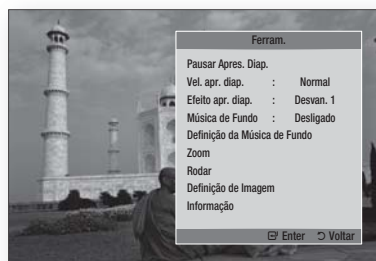 Ferram.
Pausar Apres. Diap.
Vel. apr. diap. : Normal
Efeito apr. diap. : Desvan. 1
Música de Fundo : Desligado
Definição da Música de Fundo
Zoom
Rodar
Definição de Imagem
Informação
Enter Voltar